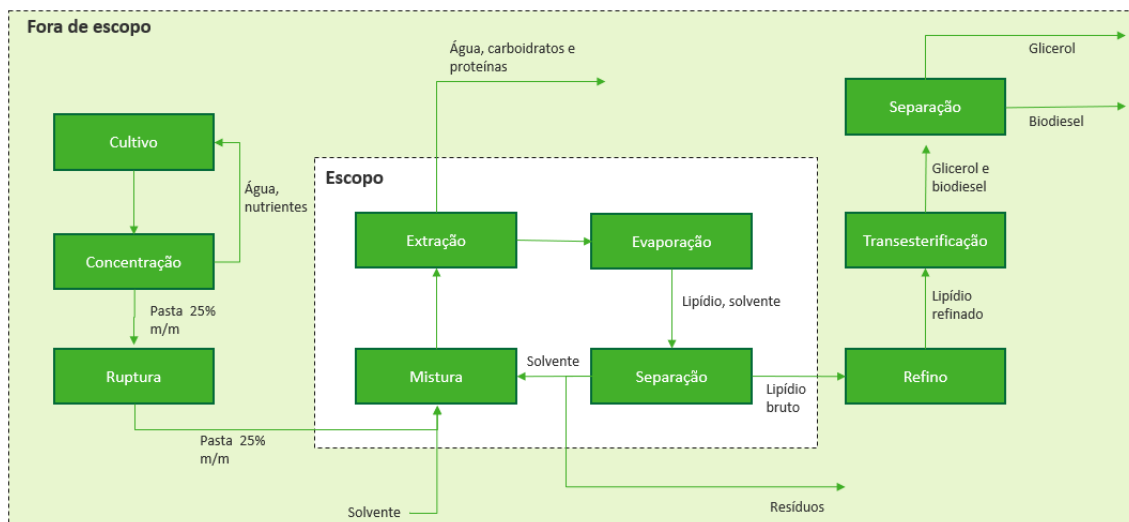 Fora de escopo
Glicerol
Água, carboidratos e
proteínas
Separação
Biodiesel
Cultivo
Água,
nutrientes
Escopo
Glicerol e
biodiesel
Extração
Evaporação
Transesterificação
Concentração
Lipídio, solvente
Lipídio
refinado
Pasta 25%
m/m
Solvente
Ruptura
Mistura
Separação
Lipídio
bruto
Refino
Pasta 25%
m/m
Resíduos
Solvente